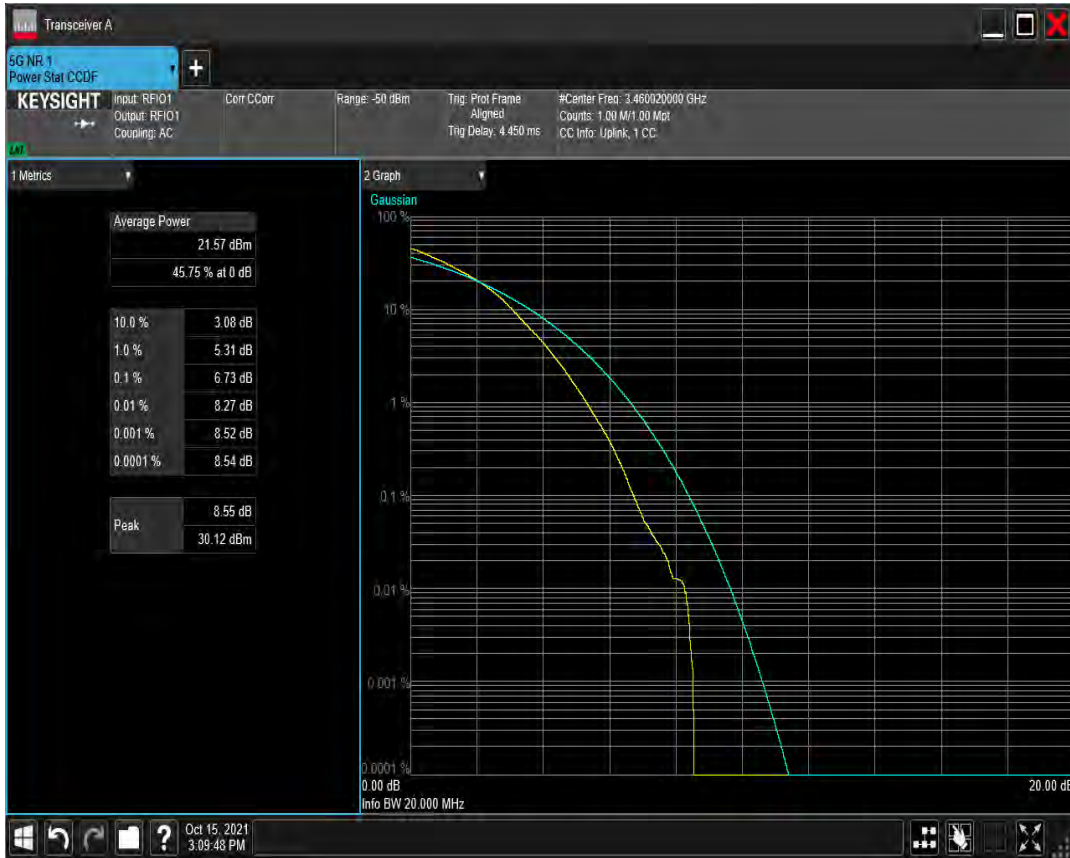 Transceiver A
5G NR 1
Power Stat CCDF
+
KEYSIGHT
Input: RFIO1
Output: RFIO1
Coupling: AC
Corr CCorr
Range: -50 dBm
Trig: Prot Frame
Aligned
Trig Delay: 4.450 ms
#Center Freq: 3.460020000 GHz
Counts: 1.00 M/1.00 Mpt
CC Info: Uplink, 1 CC
1 Metrics
Average Power
21.57 dBm
45.75 % at 0 dB
10.0 % 3.08 dB
1.0 % 5.31 dB
0.1 % 6.73 dB
0.01 % 8.27 dB
0.001 % 8.52 dB
0.0001 % 8.54 dB
Peak
8.55 dB
30.12 dBm
2 Graph
Gaussian
100 %
10 %
1 %
0.1 %
0.01 %
0.001 %
0.0001 %
0.00 dB
20.00 dB
Info BW 20.000 MHz
?
Oct 15, 2021
3:09:48 PM